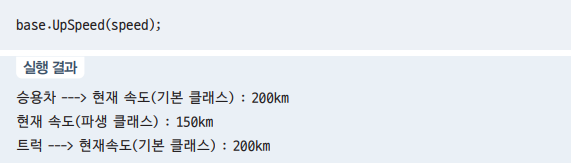 base.UpSpeed(speed);
실행 결과
승용차 ---> 현재 속도(기본 클래스) : 200km
현재 속도(파생 클래스) : 150km
트럭 ---> 현재속도(기본 클래스) : 200km